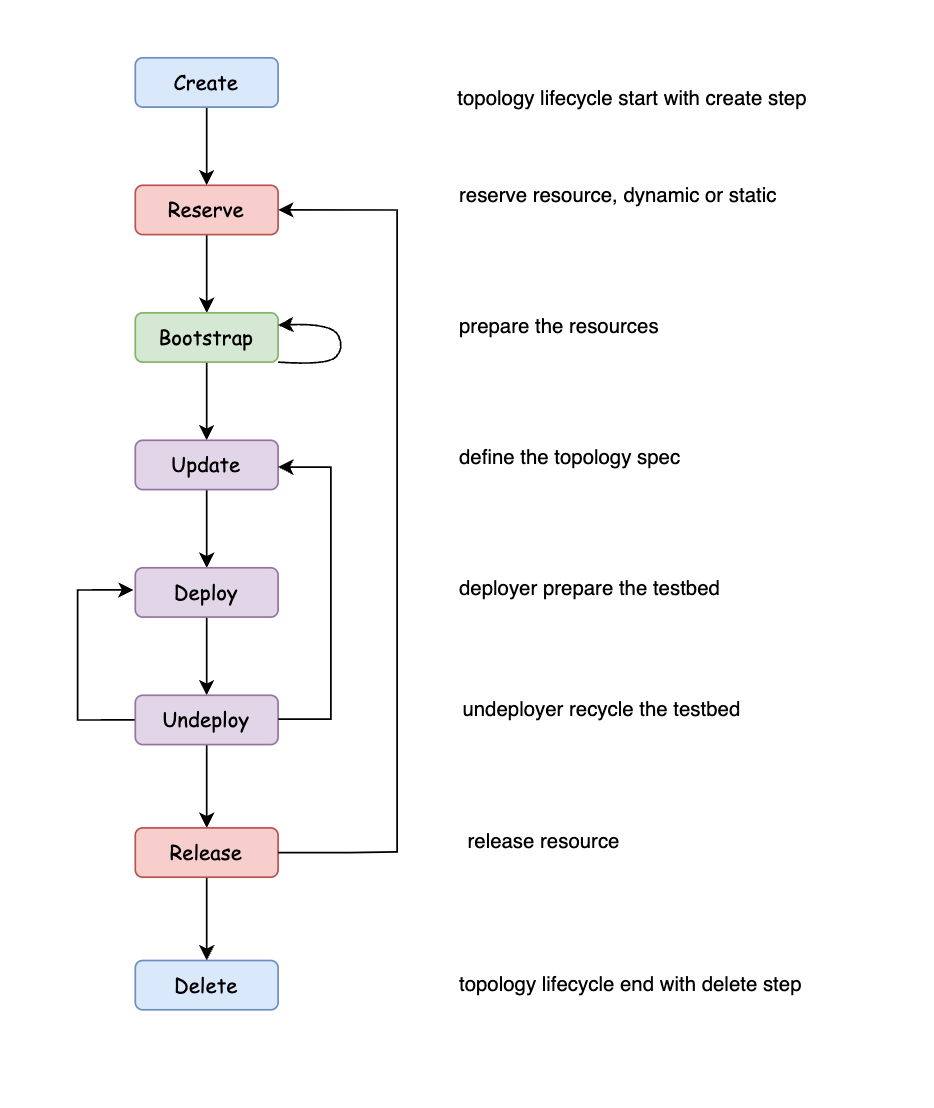 Create
topology lifecycle start with create step
Reserve
reserve resource, dynamic or static
Bootstrap
prepare the resources
Update
define the topology spec
Deploy
deployer prepare the testbed
Undeploy
undeployer recycle the testbed
Release
release resource
Delete
topology lifecycle end with delete step